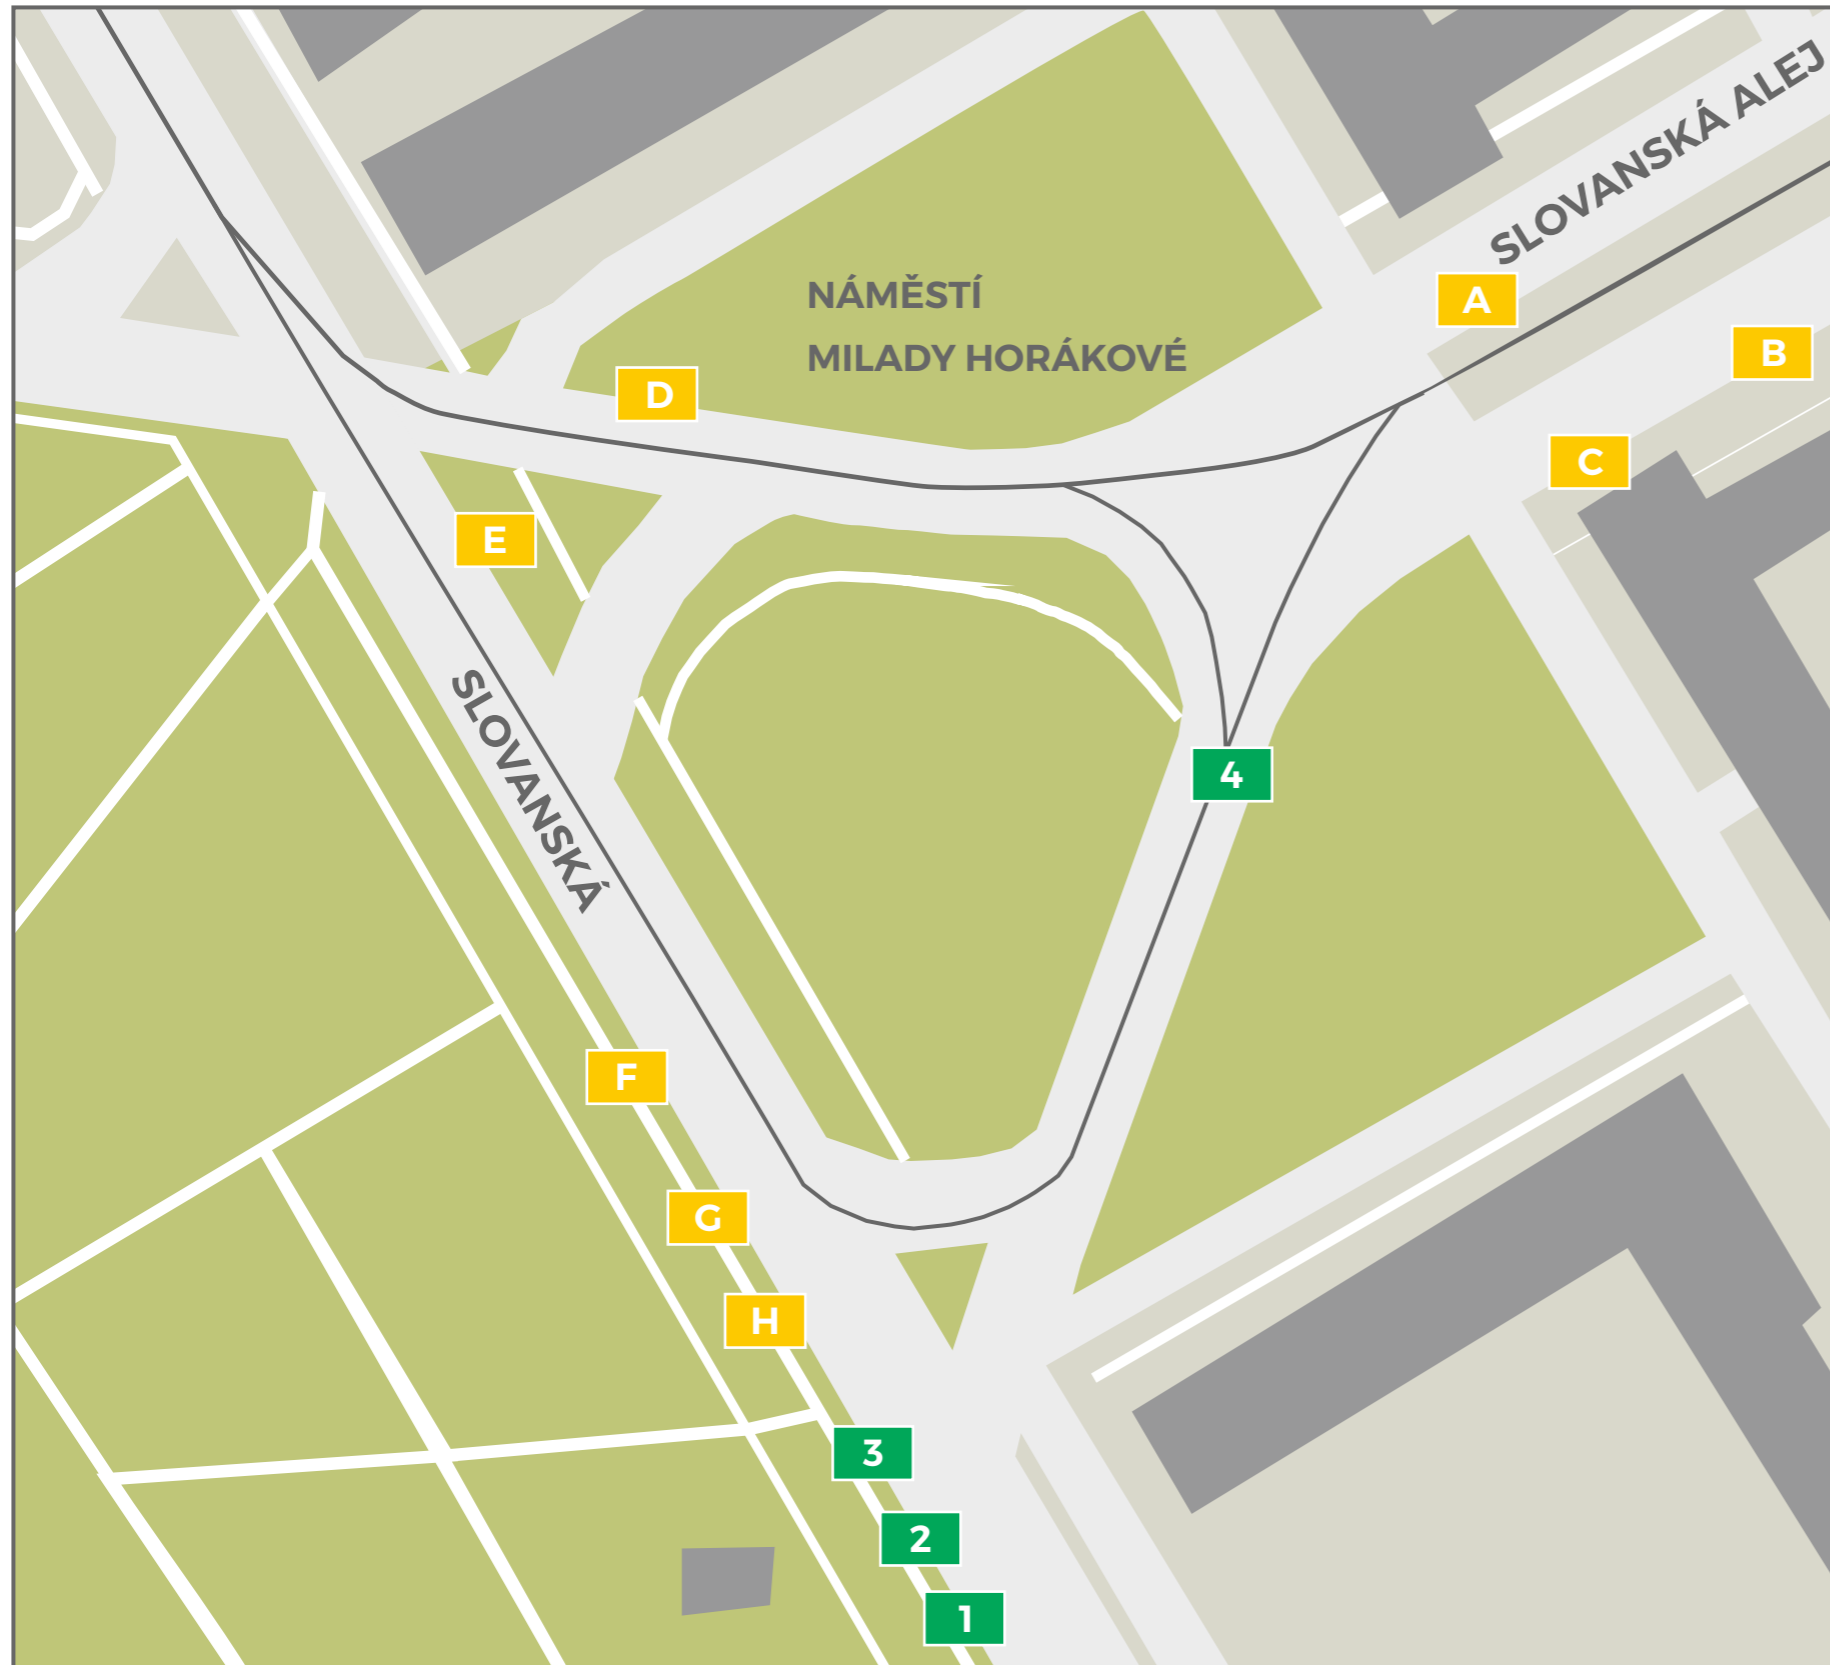 SLOVANSKÁ ALEJ
NÁMĚSTÍ
MILADY HORÁKOVÉ
A
B
D
C
E
SLOVANSKÁ
4
F
G
H
3
2
1